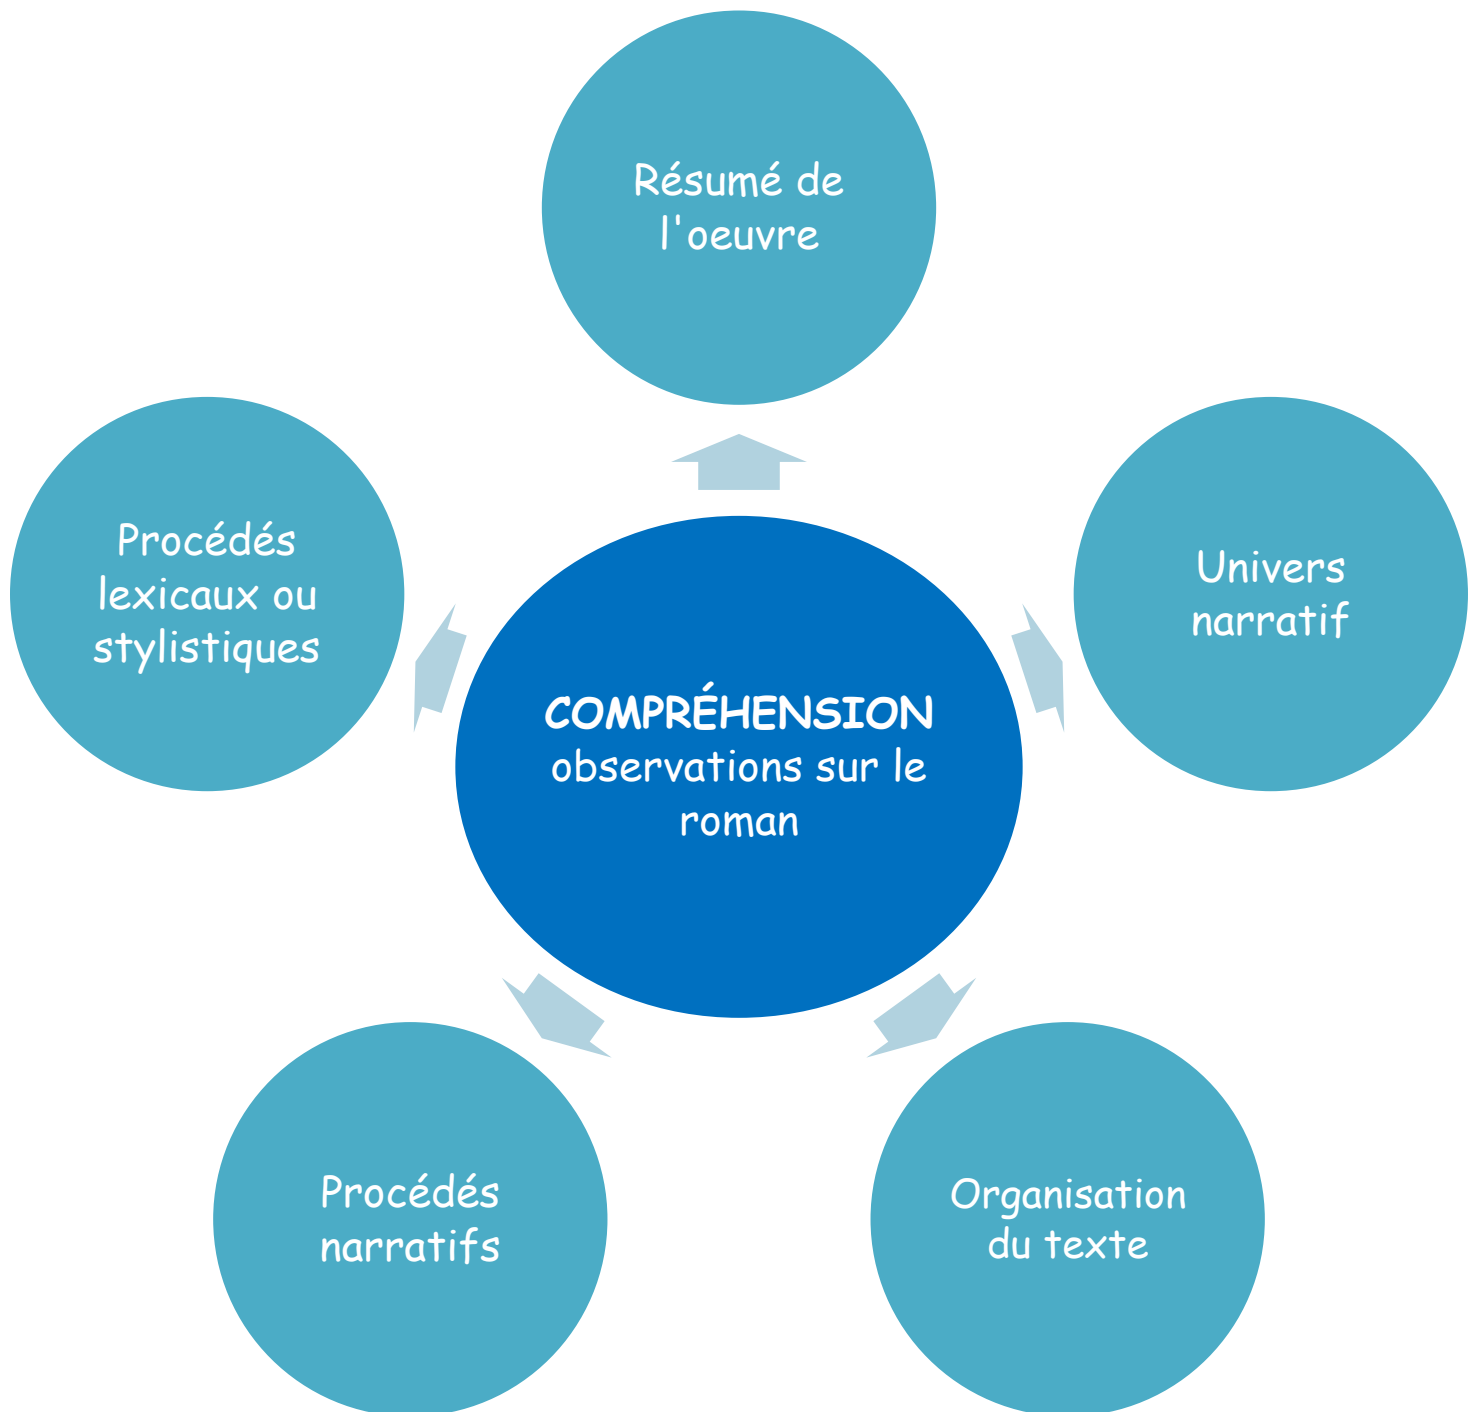 Résumé de
l'oeuvre
Procédés
lexicaux ou
stylistiques
Univers
narratif
COMPRÉHENSION
observations sur le
roman
Procédés
narratifs
Organisation
du texte